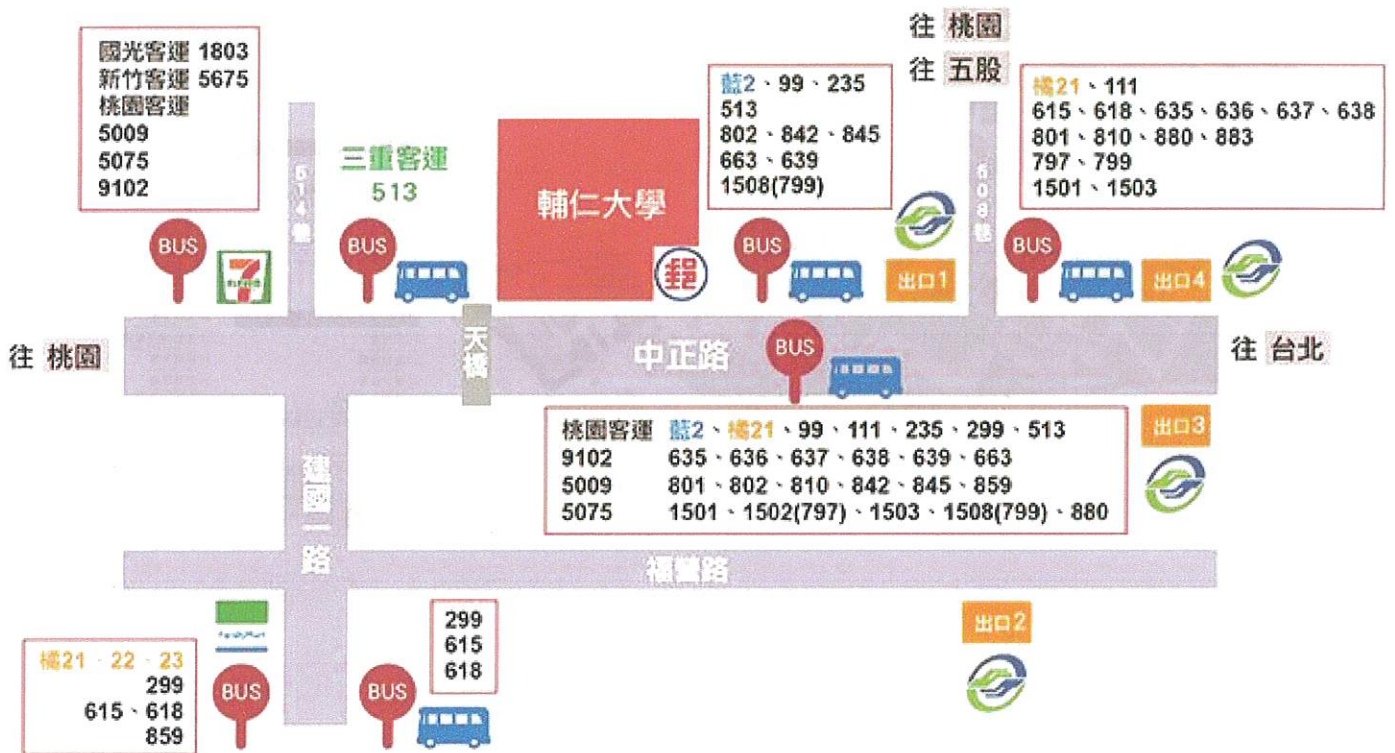 往 桃園
往 五股
國光客運 1803
新竹客運 5675
桃園客運
5009
5075
9102
514巷
三重客運
513
輔仁大學
郵
藍2、99、235
513
802、842、845
663、639
1508(799)
508巷
橘21、111
615、618、635、636、637、638
801、810、880、883
797、799
1501、1503
BUS
7
ELEVEN
BUS
BUS
出口1
BUS
出口4
往 桃園
天橋
中正路
BUS
往 台北
桃園客運 藍2、橘21、99、111、235、299、513
9102 635、636、637、638、639、663
5009 801、802、810、842、845、859
5075 1501、1502(797)、1503、1508(799)、880
出口3
建國一路
福營路
FamilyMart
橘21、22、23
299
615、618
859
BUS
BUS
299
615
618
出口2